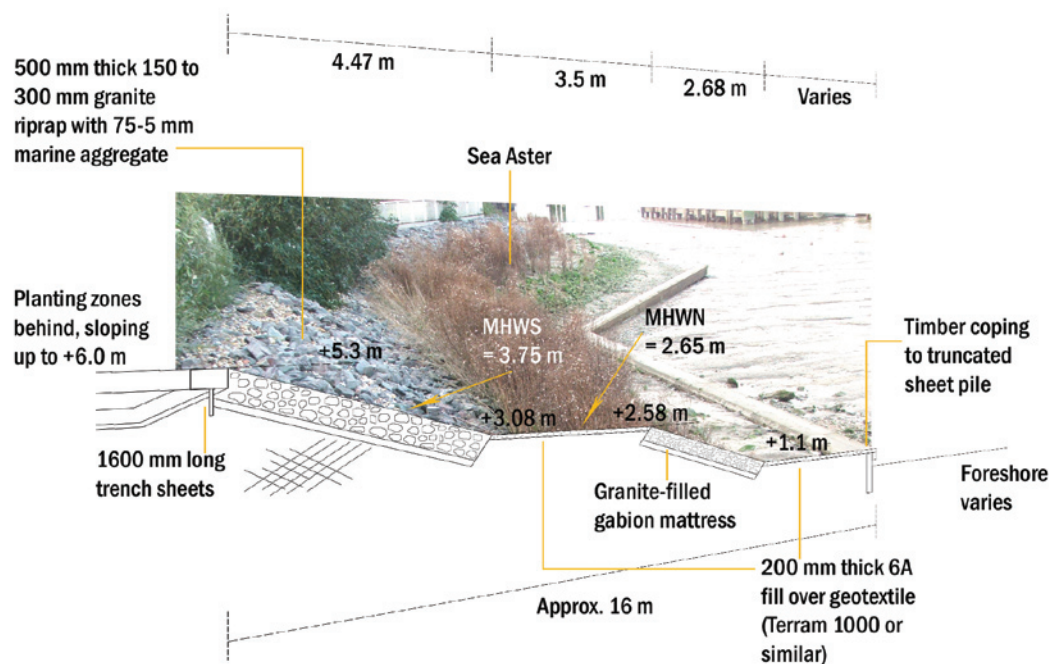 4.47 m
3.5 m
2.68 m
Varies
500 mm thick 150 to
300 mm granite
riprap with 75-5 mm
marine aggregate
Sea Aster
Planting zones
behind, sloping
up to +6.0 m
+5.3 m
MHWS
= 3.75 m
MHWN
= 2.65 m
Timber coping
to truncated
sheet pile
+3.08 m
+2.58 m
+1.1 m
1600 mm long
trench sheets
Granite-filled
gabion mattress
Foreshore
varies
Approx. 16 m
200 mm thick 6A
fill over geotextile
(Terram 1000 or
similar)